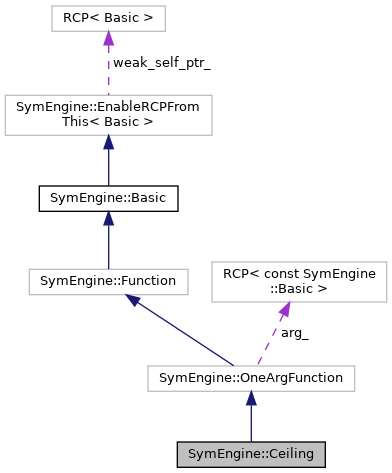 RCP< Basic >
weak_self_ptr_
SymEngine::EnableRCPFrom
This< Basic >
SymEngine::Basic
SymEngine::Function
RCP< const SymEngine
::Basic >
arg_
SymEngine::OneArgFunction
SymEngine::Ceiling